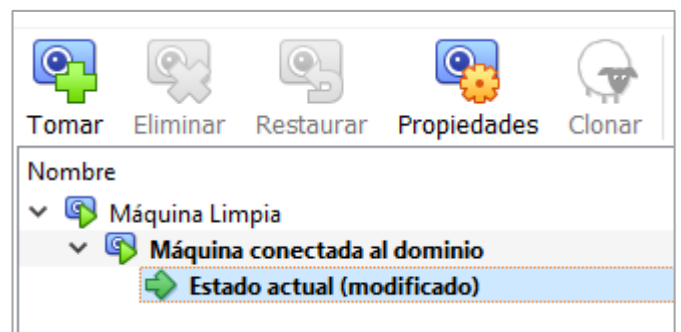 Tomar Eliminar Restaurar Propiedades Clonar
Nombre
Máquina Limpia
Máquina conectada al dominio
Estado actual (modificado)